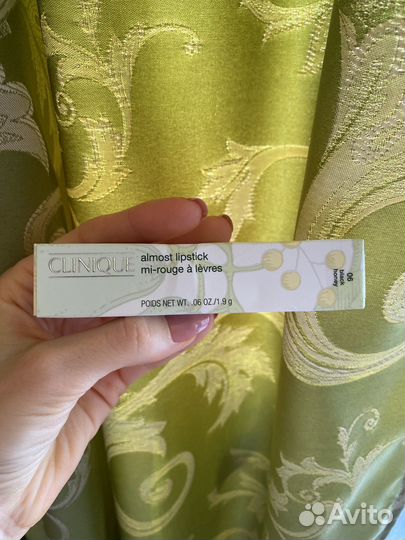 CLINIQUE
almost lipstick
mi-rouge à lèvres
POIDS NET WT. .06 OZ/1.9 g
06
black
honey
Avito